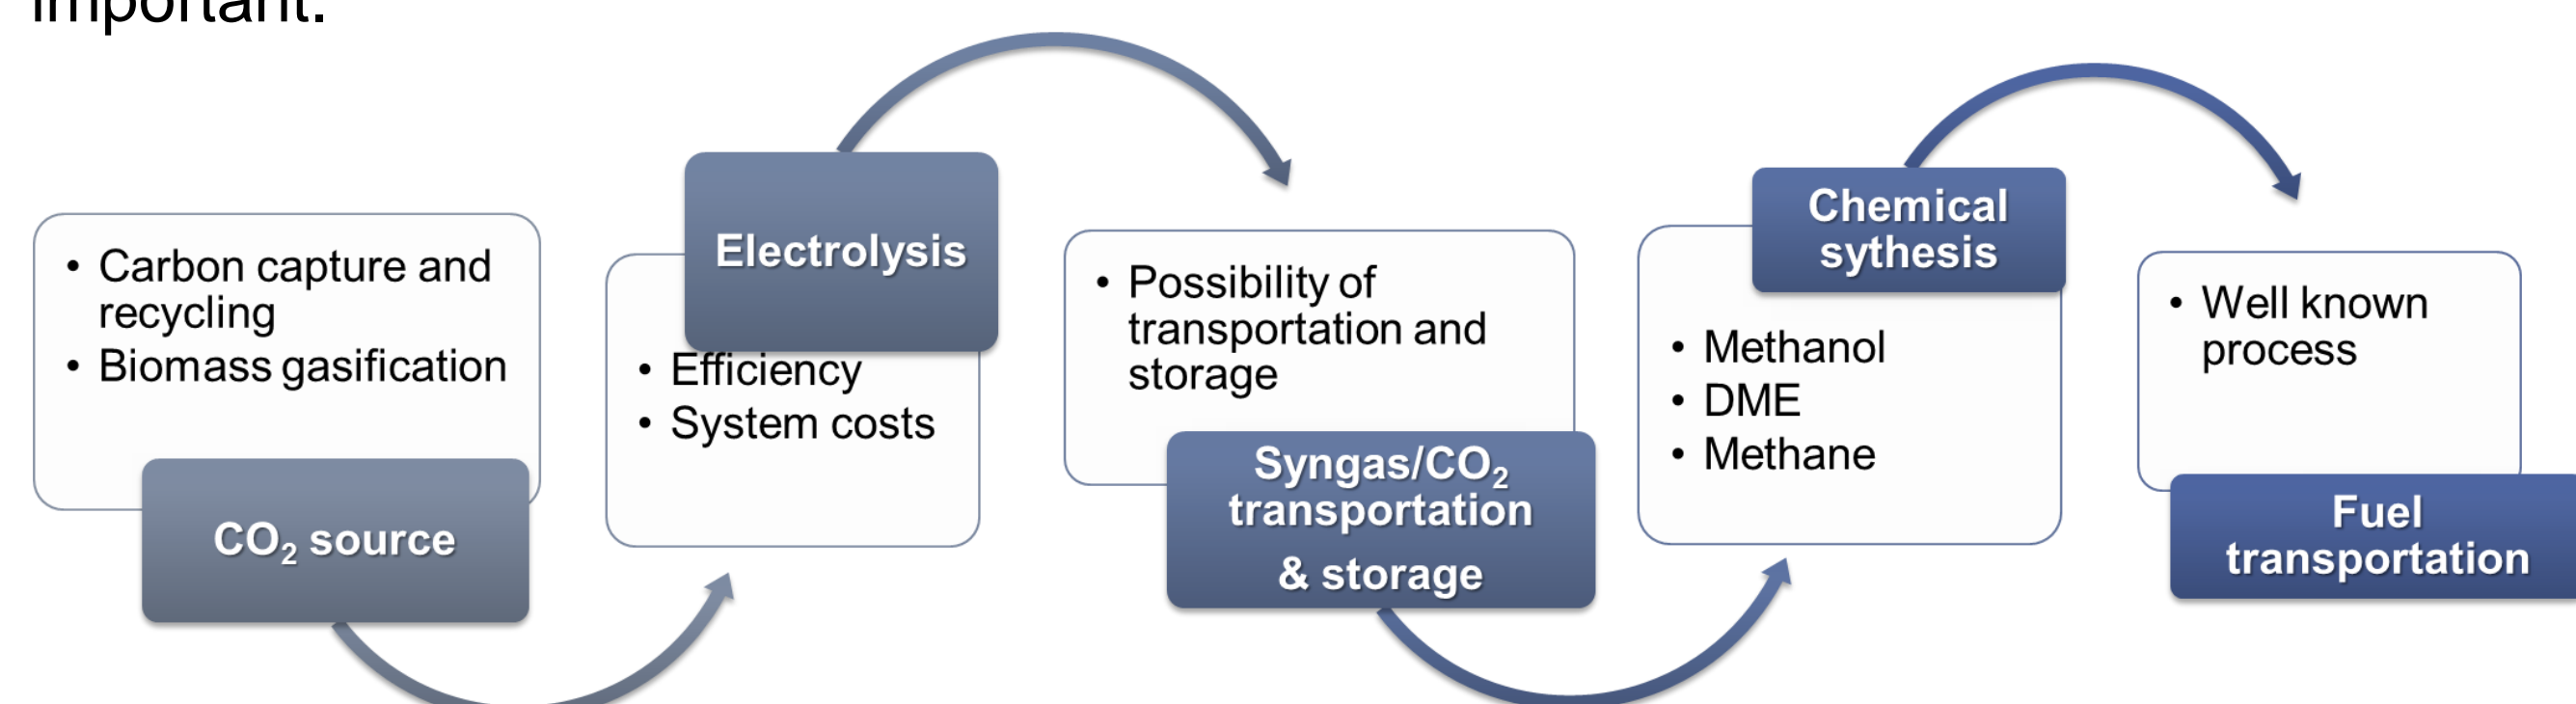 important.
• Carbon capture and
recycling
• Biomass gasification
CO₂ source
Electrolysis
• Efficiency
• System costs
• Possibility of
transportation and
storage
Syngas/CO₂
transportation
& storage
Chemical
sythesis
• Methanol
• DME
• Methane
• Well known
process
Fuel
transportation